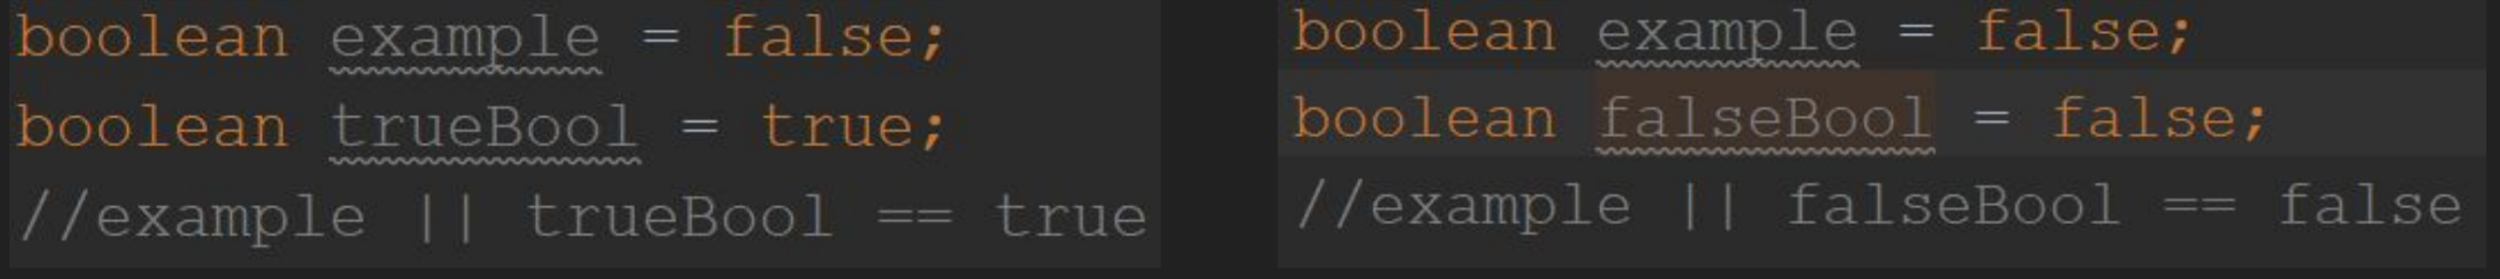 boolean example = false;
boolean trueBool = true;
//example || trueBool == true
boolean example = false;
boolean falseBool = false;
//example || falseBool == false